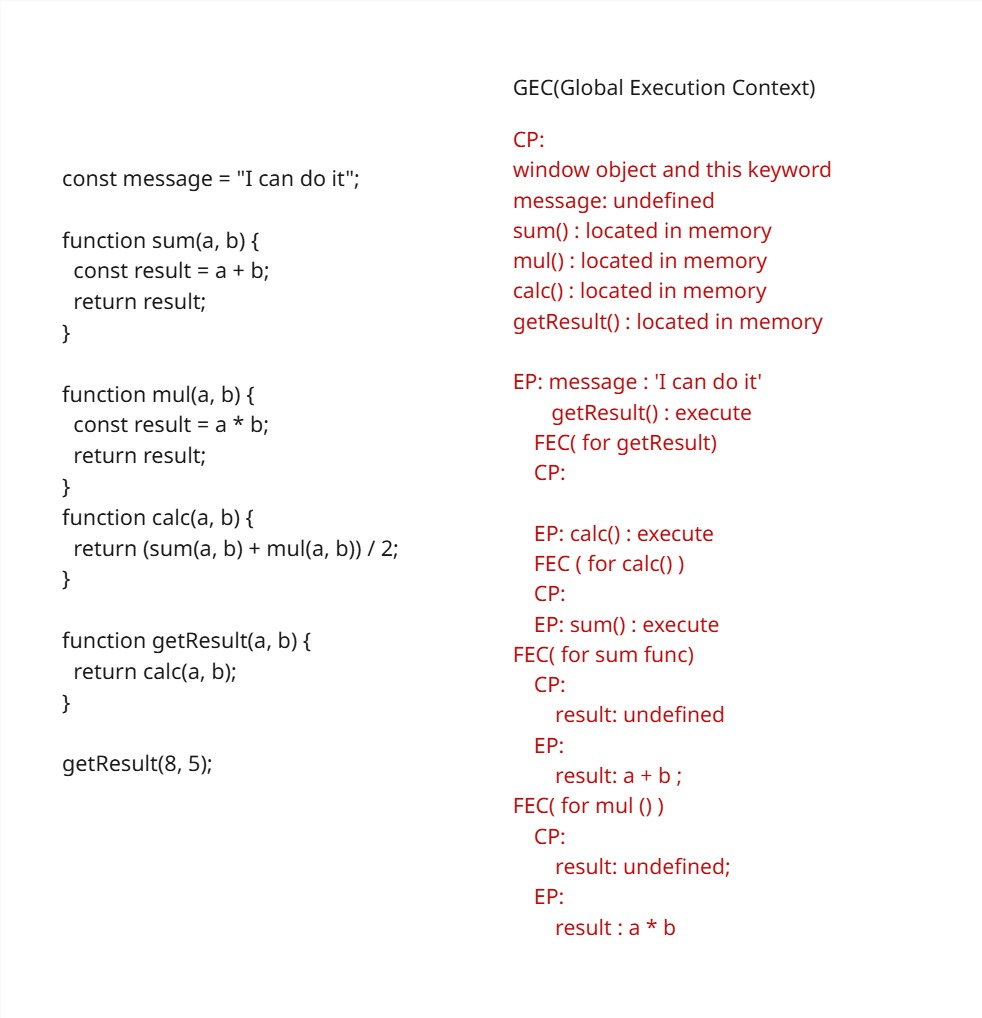 const message = "I can do it";
function sum(a, b) {
const result = a + b;
return result;
}
function mul(a, b) {
const result = a * b;
return result;
}
function calc(a, b) {
return (sum(a, b) + mul(a, b)) / 2;
}
function getResult(a, b) {
return calc(a, b);
}
getResult(8, 5);
GEC(Global Execution Context)
CP:
window object and this keyword
message: undefined
sum() : located in memory
mul() : located in memory
calc() : located in memory
getResult() : located in memory
EP: message : 'I can do it'
getResult() : execute
FEC( for getResult)
CP:
EP: calc() : execute
FEC ( for calc() )
CP:
EP: sum() : execute
FEC( for sum func)
CP:
result: undefined
EP:
result: a + b ;
FEC( for mul () )
CP:
result: undefined;
EP:
result : a * b